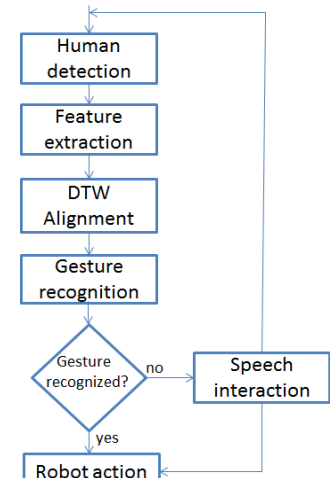 Human
detection
Feature
extraction
DTW
Alignment
Gesture
recognition
Gesture
recognized?
no
Speech
interaction
yes
Robot action